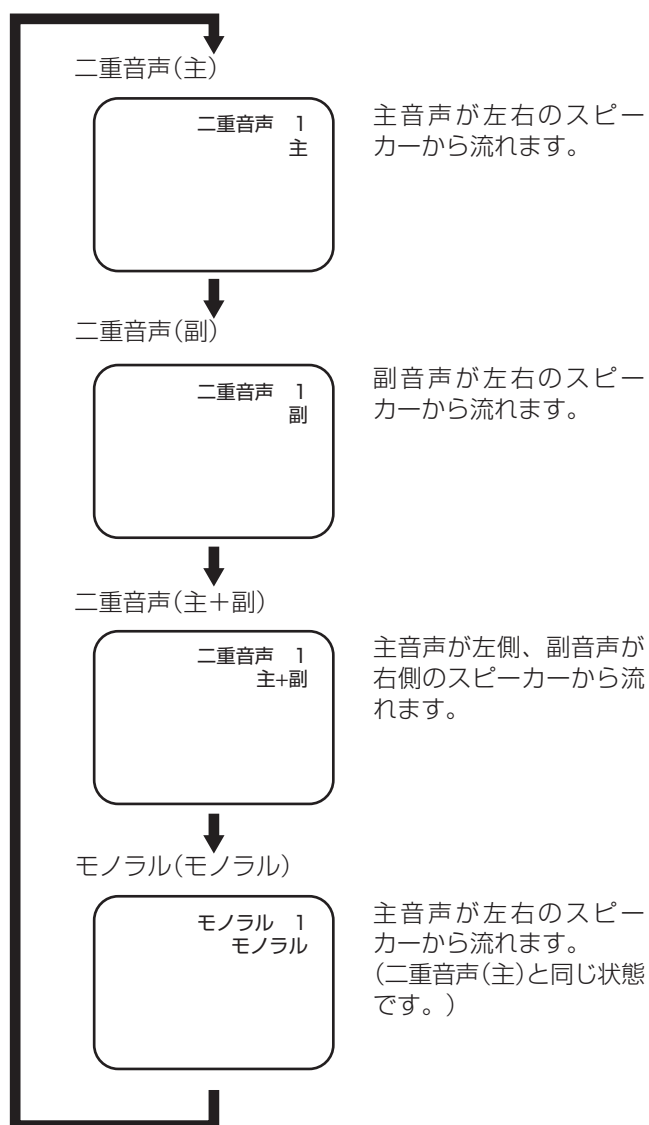 二重音声(主)
二重音声 1
主
主音声が左右のスピー
カーから流れます。
二重音声(副)
二重音声 1
副
副音声が左右のスピー
カーから流れます。
二重音声(主＋副)
二重音声 1
主+副
主音声が左側、副音声が
右側のスピーカーから流
れます。
モノラル(モノラル)
モノラル 1
モノラル
主音声が左右のスピー
カーから流れます。
(二重音声(主)と同じ状態
です。)